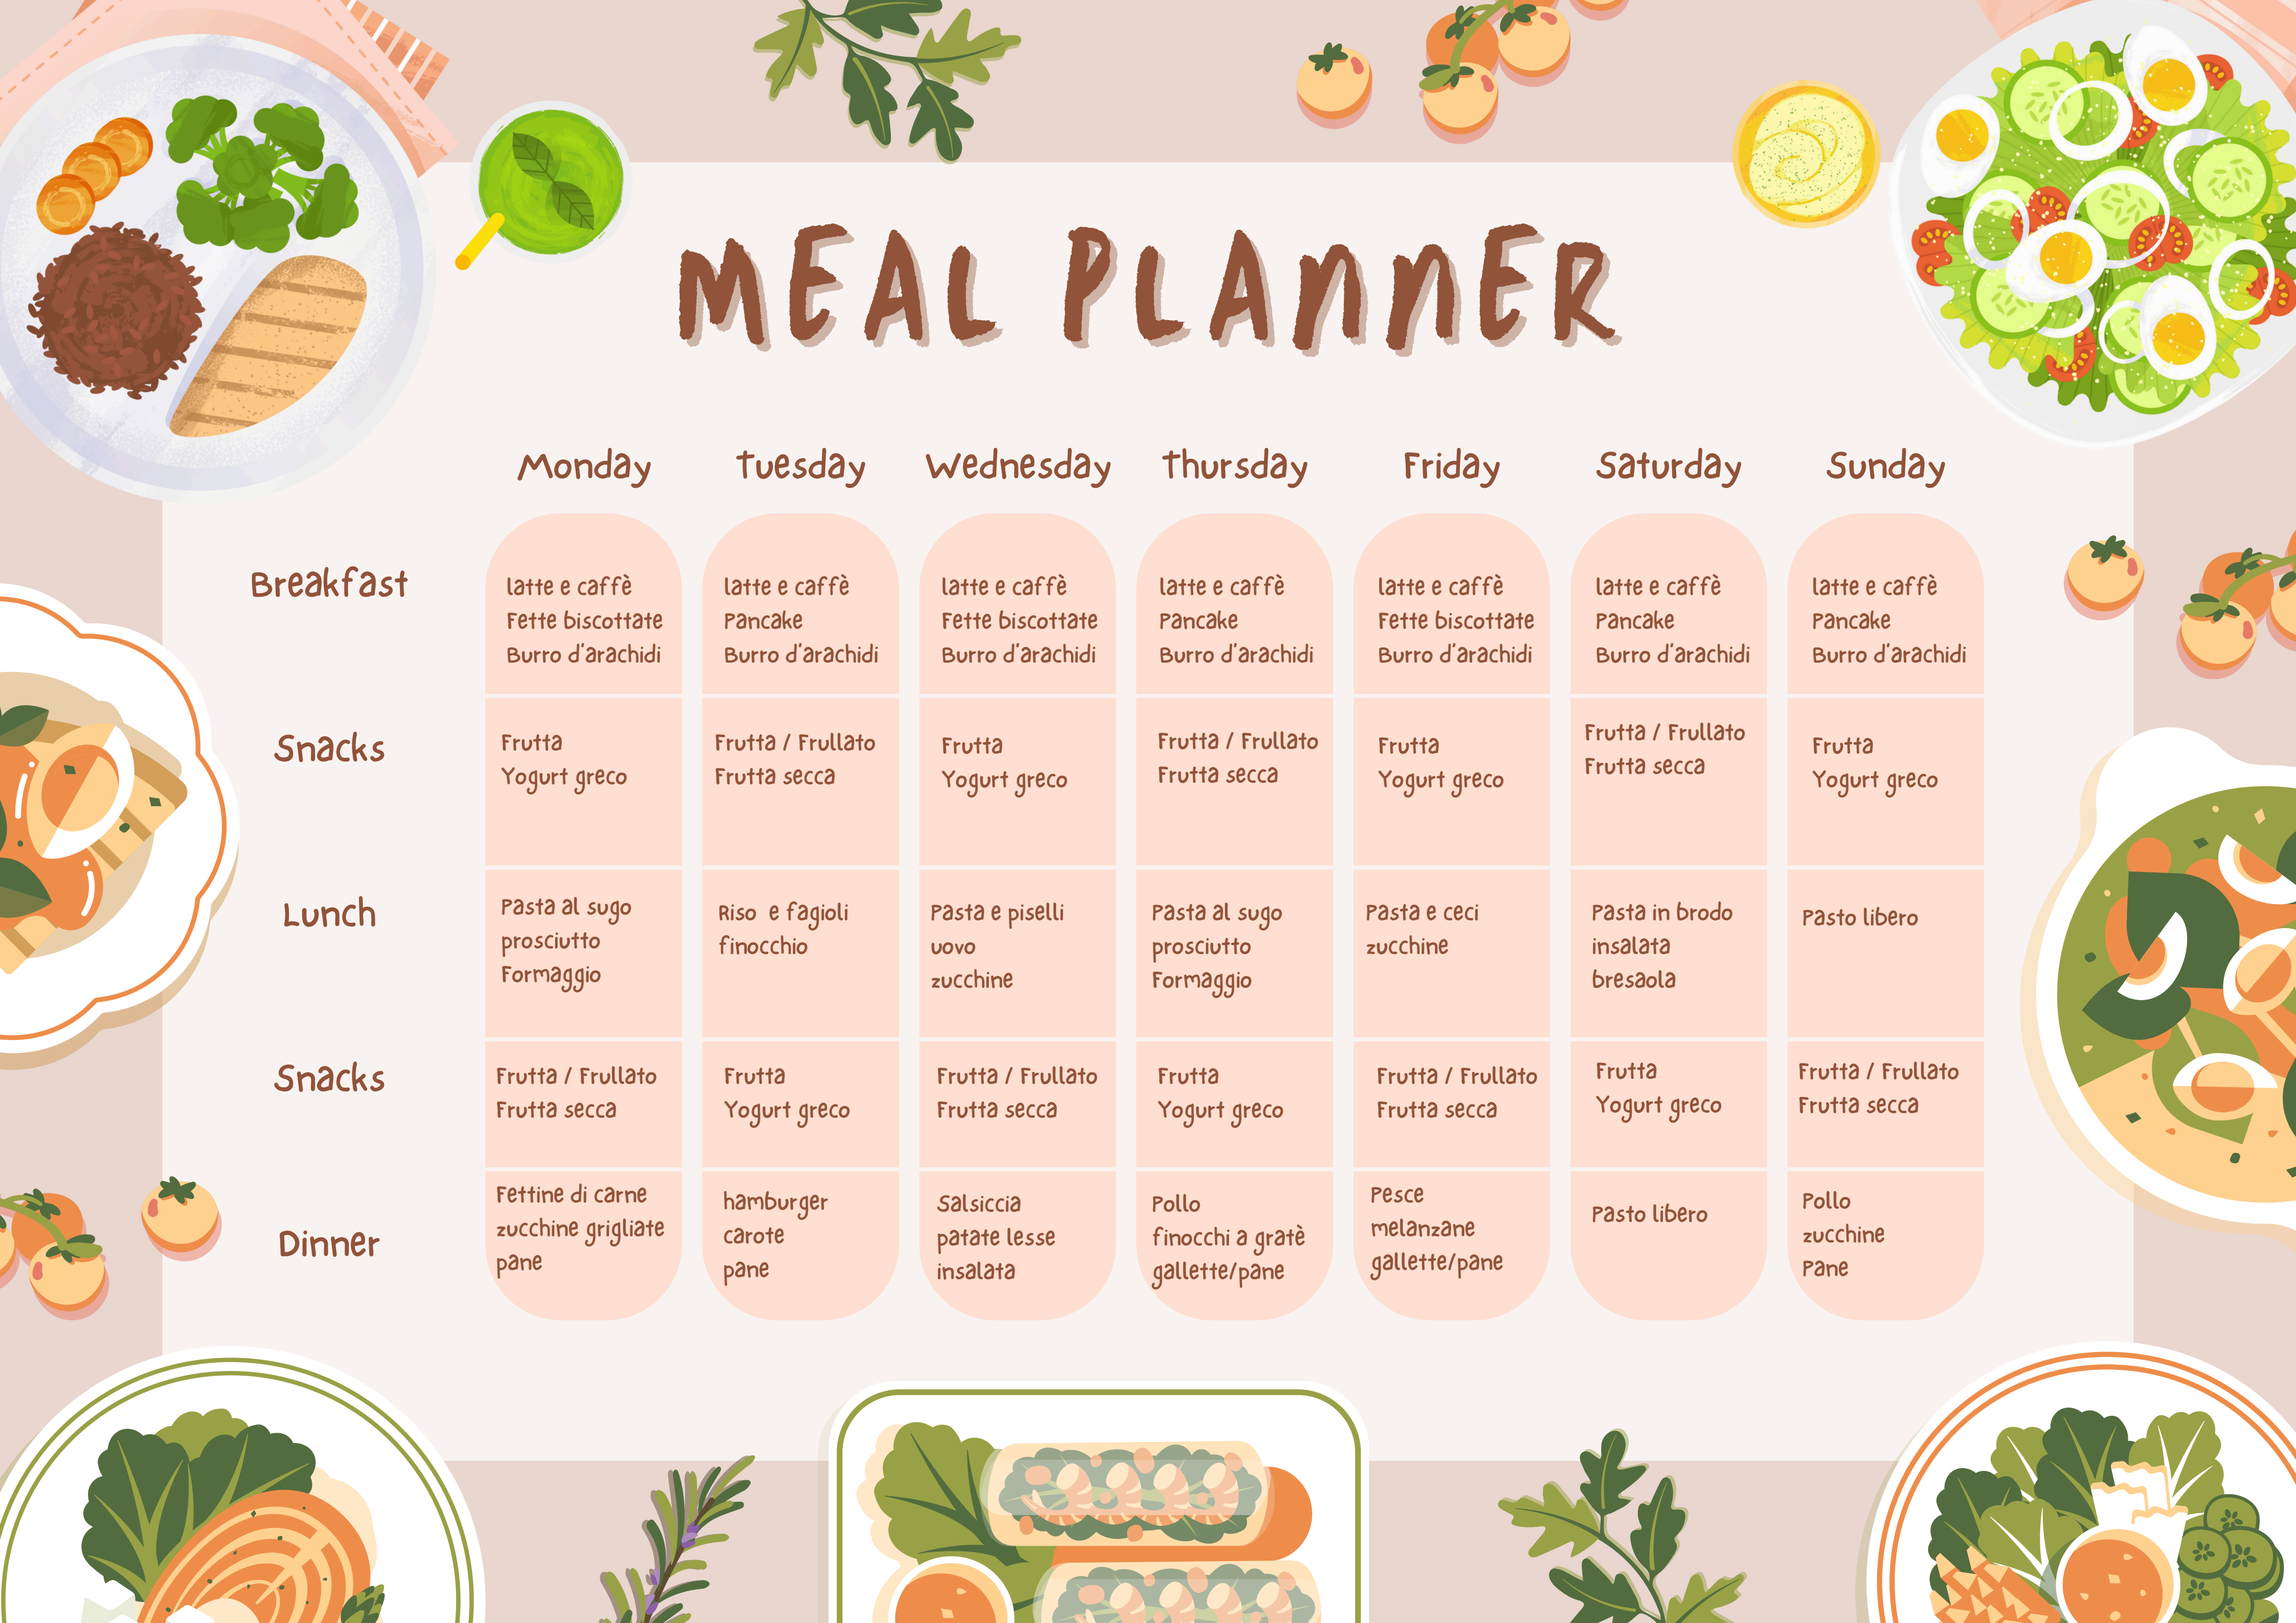 MEAL PLANNER
Monday Tuesday Wednesday Thursday Friday Saturday Sunday
Breakfast
latte e caffè
Fette biscottate
Burro d'arachidi
latte e caffè
Pancake
Burro d'arachidi
latte e caffè
Fette biscottate
Burro d'arachidi
latte e caffè
Pancake
Burro d'arachidi
latte e caffè
Fette biscottate
Burro d'arachidi
latte e caffè
Pancake
Burro d'arachidi
latte e caffè
Pancake
Burro d'arachidi
Snacks
Frutta
Yogurt greco
Frutta / Frullato
Frutta secca
Frutta
Yogurt greco
Frutta / Frullato
Frutta secca
Frutta
Yogurt greco
Frutta / Frullato
Frutta secca
Frutta
Yogurt greco
Lunch
Pasta al sugo
prosciutto
Formaggio
Riso e fagioli
finocchio
Pasta e piselli
uovo
zucchine
Pasta al sugo
prosciutto
Formaggio
Pasta e ceci
zucchine
Pasta in brodo
insalata
bresaola
Pasto libero
Snacks
Frutta / Frullato
Frutta secca
Frutta
Yogurt greco
Frutta / Frullato
Frutta secca
Frutta
Yogurt greco
Frutta / Frullato
Frutta secca
Frutta
Yogurt greco
Frutta / Frullato
Frutta secca
Dinner
Fettine di carne
zucchine grigliate
pane
hamburger
carote
pane
Salsiccia
patate lesse
insalata
Pollo
finocchi a gratè
gallette/pane
Pesce
melanzane
gallette/pane
Pasto libero
Pollo
zucchine
Pane